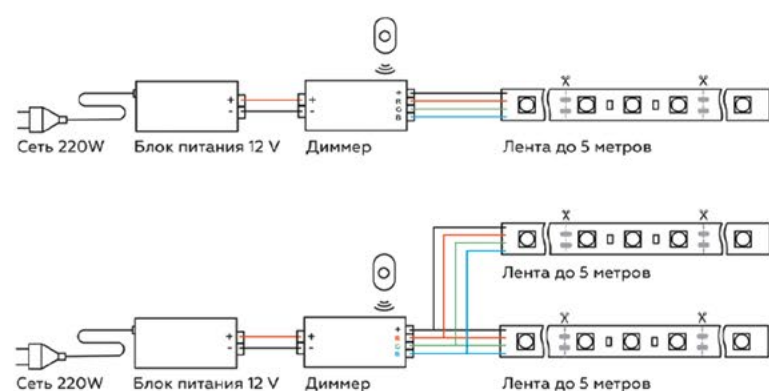 + + + R G B
- -
Сеть 220W Блок питания 12 V Диммер Лента до 5 метров
Лента до 5 метров
+ + + R G B
- -
Сеть 220W Блок питания 12 V Диммер Лента до 5 метров